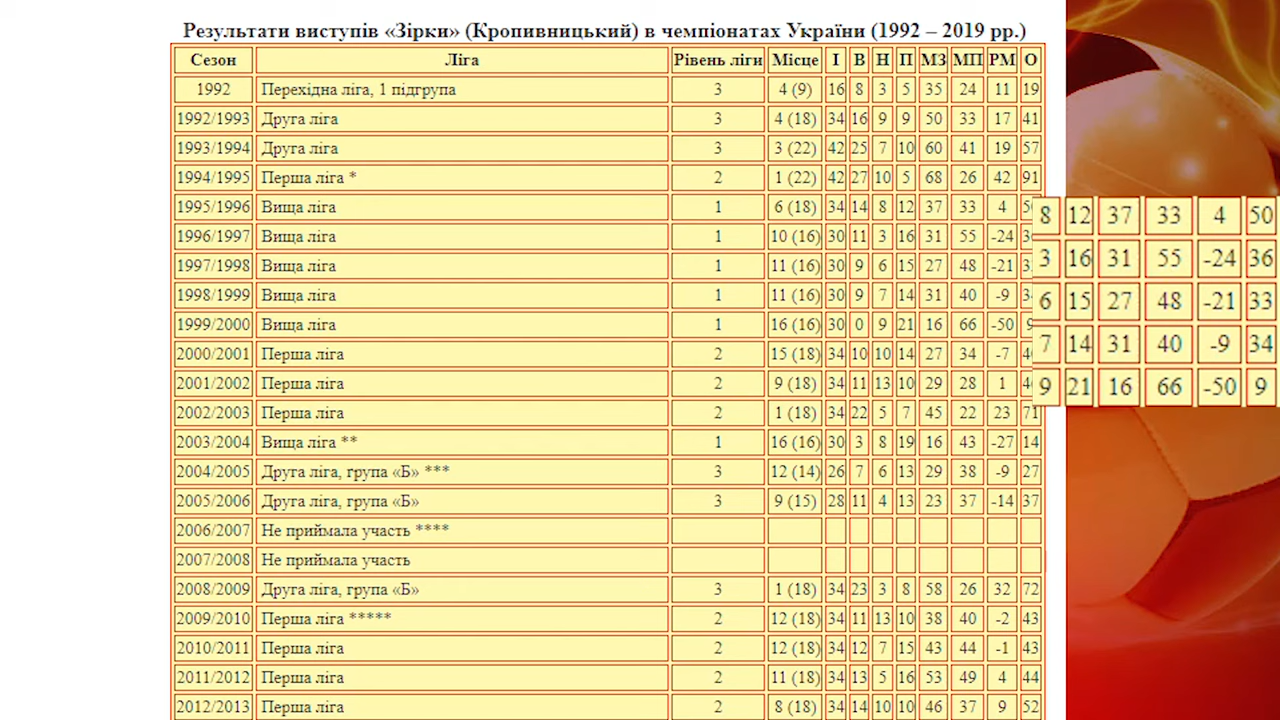 Результати виступів «Зірки» (Кропивницький) в чемпіонатах України (1992 – 2019 рр.)
Сезон Ліга Рівень ліги Місце І В Н П МЗ МП РМ О
1992 Перехідна ліга, 1 підгрупа 3 4 (9) 16 8 3 5 35 24 11 19
1992/1993 Друга ліга 3 4 (18) 34 16 9 9 50 33 17 41
1993/1994 Друга ліга 3 3 (22) 42 25 7 10 60 41 19 57
1994/1995 Перша ліга * 2 1 (22) 42 27 10 5 68 26 42 91
1995/1996 Вища ліга 1 6 (18) 34 14 8 12 37 33 4
1996/1997 Вища ліга 1 10 (16) 30 11 3 16 31 55 -24
1997/1998 Вища ліга 1 11 (16) 30 9 6 15 27 48 -21
1998/1999 Вища ліга 1 11 (16) 30 9 7 14 31 40 -9
1999/2000 Вища ліга 1 16 (16) 30 0 9 21 16 66 -50 9
2000/2001 Перша ліга 2 15 (18) 34 10 10 14 27 34 -7
2001/2002 Перша ліга 2 9 (18) 34 11 13 10 29 28 1
2002/2003 Перша ліга 2 1 (18) 34 22 5 7 45 22 23 71
2003/2004 Вища ліга ** 1 16 (16) 30 3 8 19 16 43 -27 14
2004/2005 Друга ліга, група «Б» *** 3 12 (14) 26 7 6 13 29 38 -9 27
2005/2006 Друга ліга, група «Б» 3 9 (15) 28 11 4 13 23 37 -14 37
2006/2007 Не приймала участь ****
2007/2008 Не приймала участь
2008/2009 Друга ліга, група «Б» 3 1 (18) 34 23 3 8 58 26 32 72
2009/2010 Перша ліга ***** 2 12 (18) 34 11 13 10 38 40 -2 43
2010/2011 Перша ліга 2 12 (18) 34 12 7 15 43 44 -1 43
2011/2012 Перша ліга 2 11 (18) 34 13 5 16 53 49 4 44
2012/2013 Перша ліга 2 8 (18) 34 14 10 10 46 37 9 52
8 12 37 33 4 50
3 16 31 55 -24 36
6 15 27 48 -21 33
7 14 31 40 -9 34
9 21 16 66 -50 9